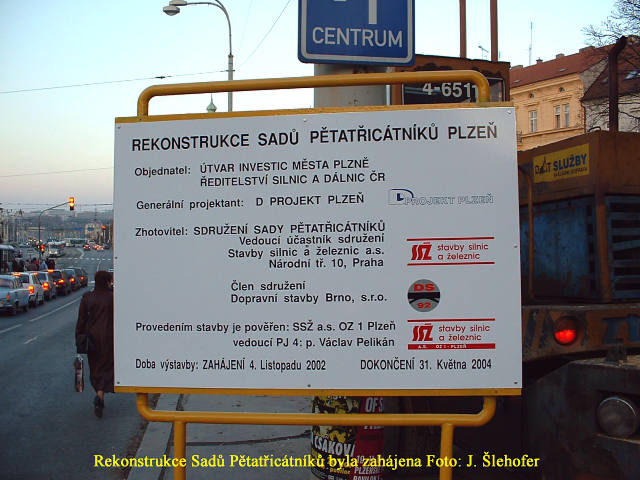 CENTRUM
4-651
REKONSTRUKCE SADŮ PĚTATŘICÁTNÍKŮ PLZEŇ
Objednatel: ÚTVAR INVESTIC MĚSTA PLZNĚ
ŘEDITELSTVÍ SILNIC A DÁLNIC ČR
Generální projektant: D PROJEKT PLZEŇ
D PROJEKT PLZEŇ
Zhotovitel: SDRUŽENÍ SADY PĚTATŘICÁTNÍKŮ
Vedoucí účastník sdružení
Stavby silnic a železnic a.s.
Národní tř. 10, Praha
SSŽ stavby silnic
a železnic
Člen sdružení
Dopravní stavby Brno, s.r.o.
DS
92
Provedením stavby je pověřen: SSŽ a.s. OZ 1 Plzeň
vedoucí PJ 4: p. Václav Pelikán
SSŽ stavby silnic
a železnic
A.S. OZ 1 - PLZEŇ
Doba výstavby: ZAHÁJENÍ 4. Listopadu 2002 DOKONČENÍ 31. Května 2004
SLUŽBY
CSAKOV
Rekonstrukce Sadů Pětatřicátníků byla zahájena Foto: J. Šlehofer